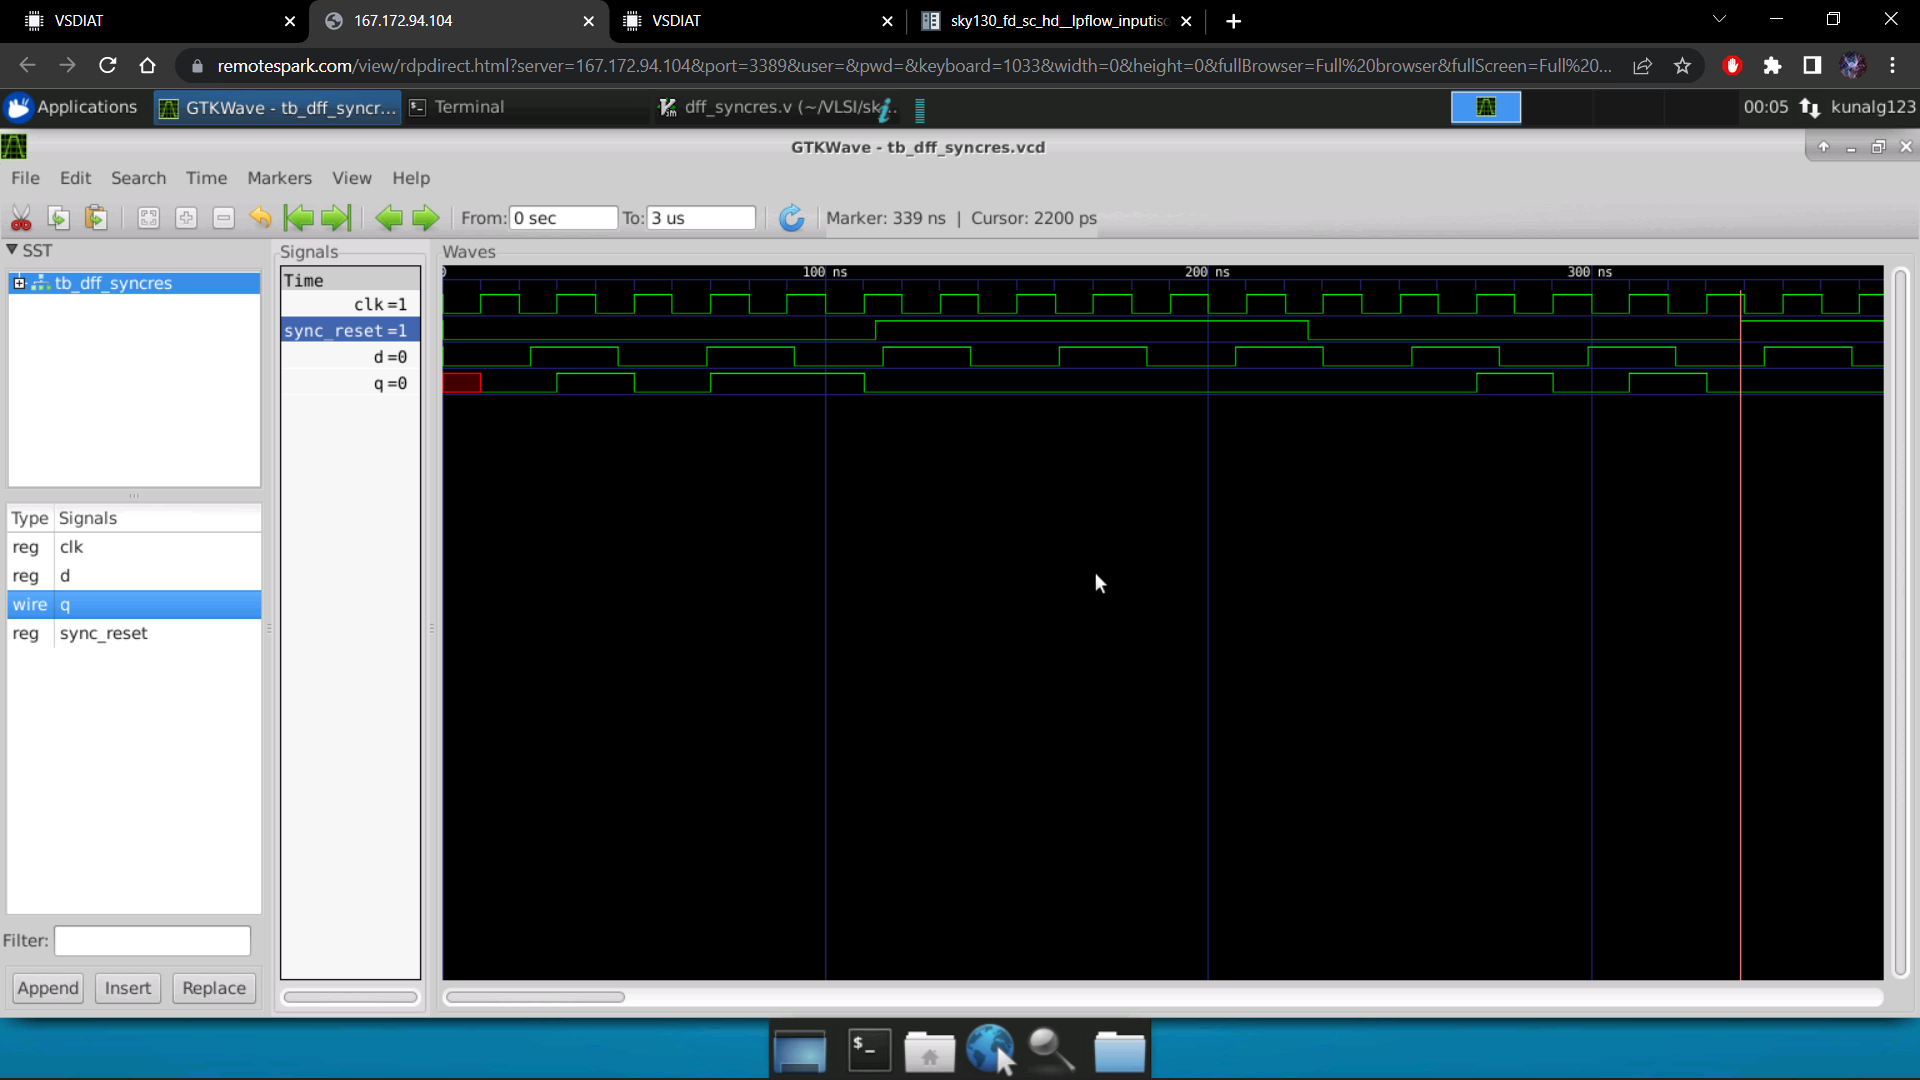 VSDIAT
167.172.94.104
VSDIAT
sky130_fd_sc_hd__lpflow_inputisc
remotespark.com/view/rdpdirect.html?server=167.172.94.104&port=3389&user=&pwd=&keyboard=1033&width=0&height=0&fullBrowser=Full%20browser&fullScreen=Full%20...
Applications
GTKWave - tb_dff_syncr...
Terminal
dff_syncres.v (~/VLSI/sk...
00:05
kunalg123
GTKWave - tb_dff_syncres.vcd
File Edit Search Time Markers View Help
From: 0 sec To: 3 us
Marker: 339 ns | Cursor: 2200 ps
SST
Signals
Waves
tb_dff_syncres
Time
0 100 ns 200 ns 300 ns
clk=1
sync_reset=1
d=0
q=0
Type Signals
reg clk
reg d
wire q
reg sync_reset
Filter:
Append Insert Replace